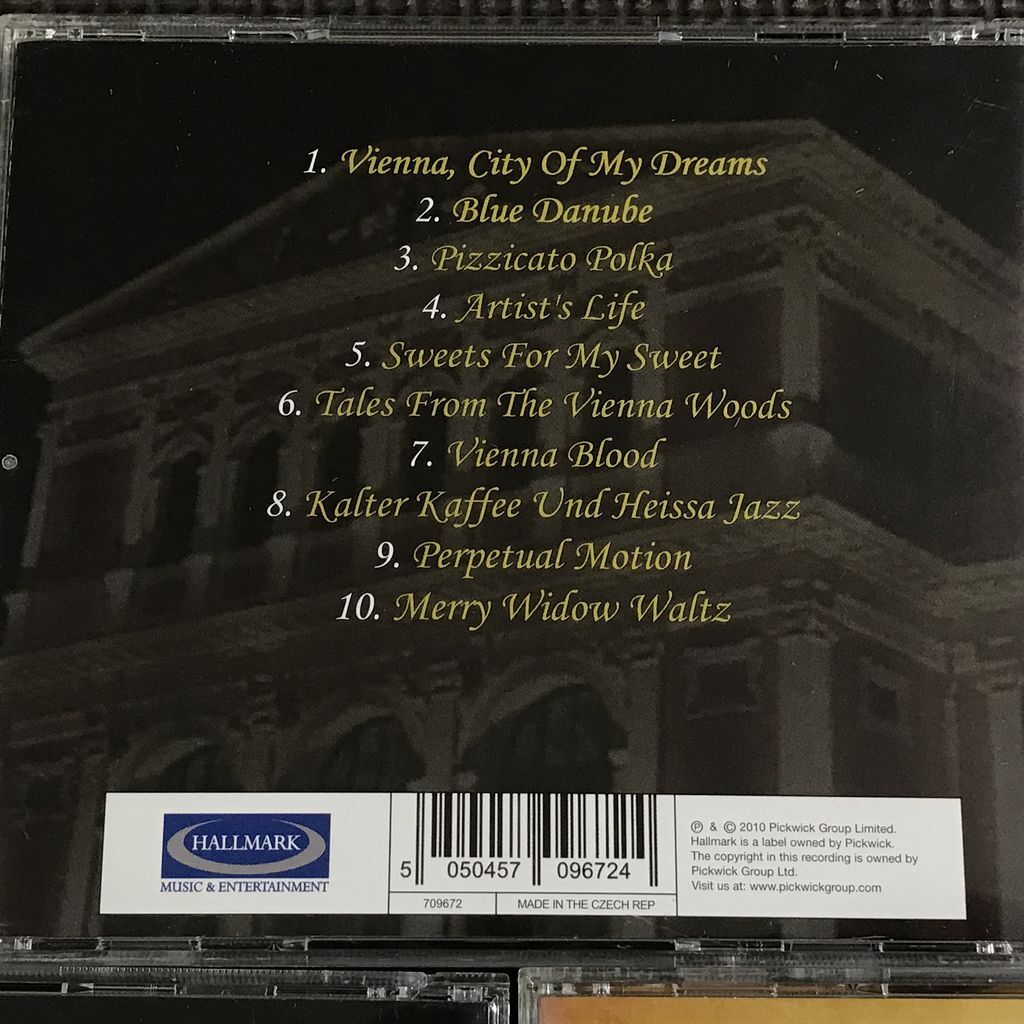 1. Vienna, City Of My Dreams
2. Blue Danube
3. Pizzicato Polka
4. Artist's Life
5. Sweets For My Sweet
6. Tales From The Vienna Woods
7. Vienna Blood
8. Kalter Kaffee Und Heissa Jazz
9. Perpetual Motion
10. Merry Widow Waltz
HALLMARK
MUSIC & ENTERTAINMENT
5 050457 096724
709672 MADE IN THE CZECH REP
℗ & © 2010 Pickwick Group Limited.
Hallmark is a label owned by Pickwick.
The copyright in this recording is owned by
Pickwick Group Ltd.
Visit us at: www.pickwickgroup.com